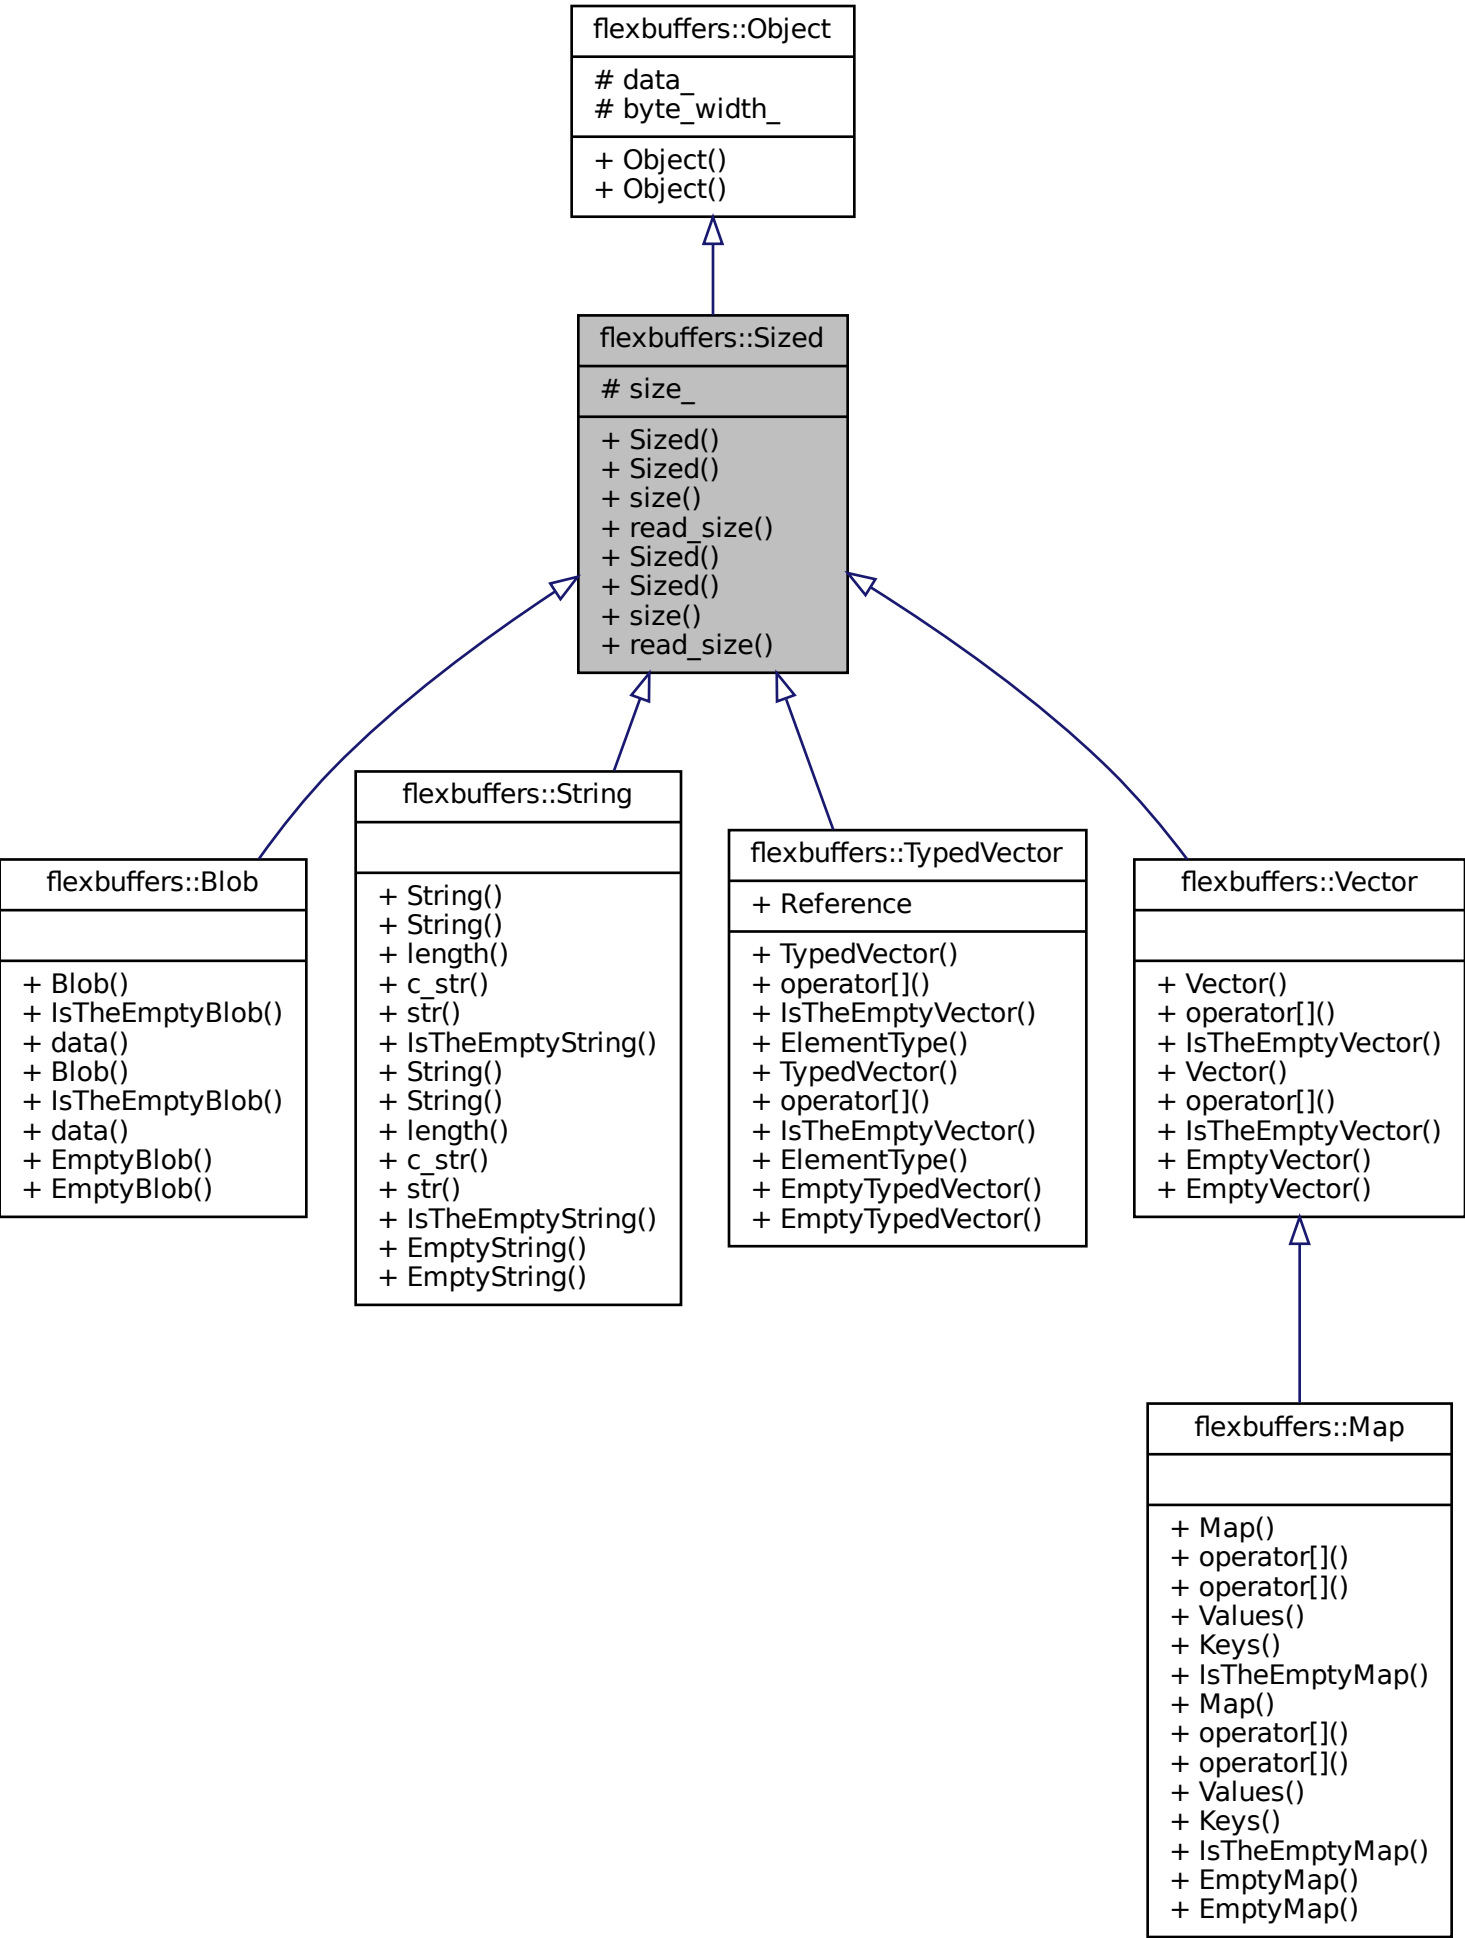 flexbuffers::Object
# data_
# byte_width_
+ Object()
+ Object()
flexbuffers::Sized
# size_
+ Sized()
+ Sized()
+ size()
+ read_size()
+ Sized()
+ Sized()
+ size()
+ read_size()
flexbuffers::Blob
+ Blob()
+ IsTheEmptyBlob()
+ data()
+ Blob()
+ IsTheEmptyBlob()
+ data()
+ EmptyBlob()
+ EmptyBlob()
flexbuffers::String
+ String()
+ String()
+ length()
+ c_str()
+ str()
+ IsTheEmptyString()
+ String()
+ String()
+ length()
+ c_str()
+ str()
+ IsTheEmptyString()
+ EmptyString()
+ EmptyString()
flexbuffers::TypedVector
+ Reference
+ TypedVector()
+ operator[]()
+ IsTheEmptyVector()
+ ElementType()
+ TypedVector()
+ operator[]()
+ IsTheEmptyVector()
+ ElementType()
+ EmptyTypedVector()
+ EmptyTypedVector()
flexbuffers::Vector
+ Vector()
+ operator[]()
+ IsTheEmptyVector()
+ Vector()
+ operator[]()
+ IsTheEmptyVector()
+ EmptyVector()
+ EmptyVector()
flexbuffers::Map
+ Map()
+ operator[]()
+ operator[]()
+ Values()
+ Keys()
+ IsTheEmptyMap()
+ Map()
+ operator[]()
+ operator[]()
+ Values()
+ Keys()
+ IsTheEmptyMap()
+ EmptyMap()
+ EmptyMap()